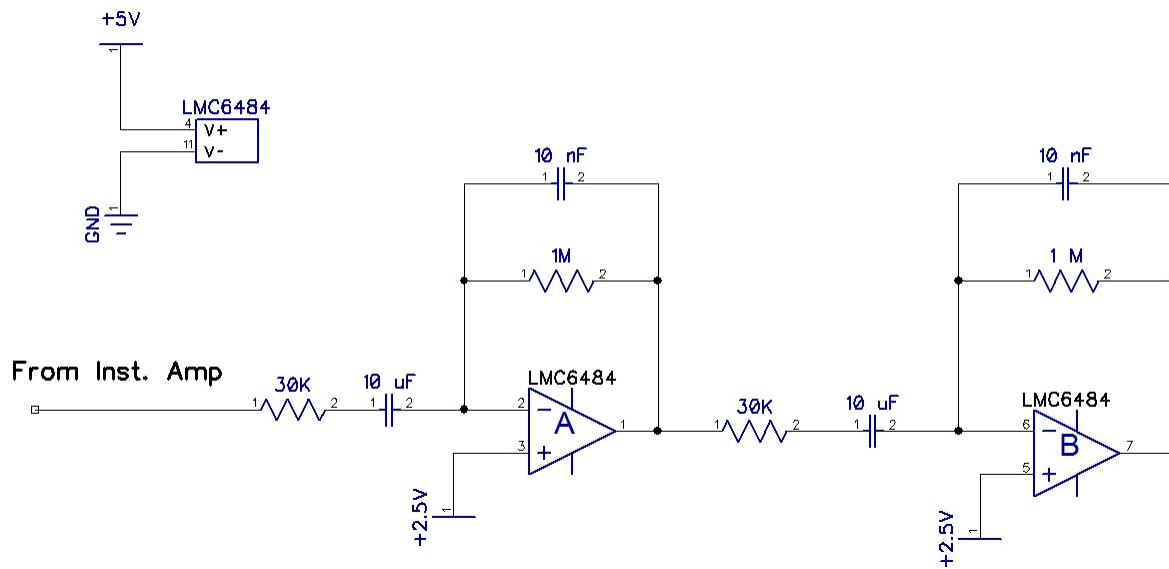 +5V
1
LMC6484
4 V+
11 V-
1
GND
10 nF
1 2
1M
1 2
From Inst. Amp
30K
1 2
10 uF
1 2
LMC6484
2 -
A
1
3 +
1
+2.5V
30K
1 2
10 uF
1 2
10 nF
1 2
1 M
1 2
LMC6484
6 -
B
7
5 +
1
+2.5V